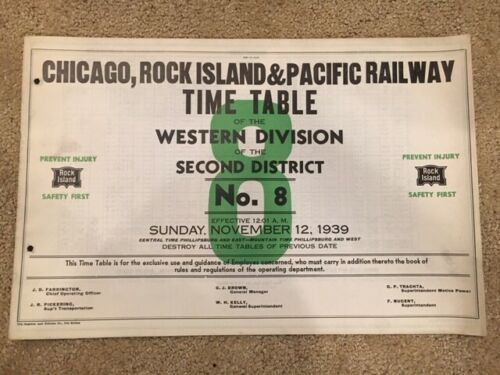 CHICAGO, ROCK ISLAND & PACIFIC RAILWAY
TIME TABLE
OF THE
WESTERN DIVISION
OF THE
SECOND DISTRICT
8
No. 8
PREVENT INJURY
Rock
Island
SAFETY FIRST
PREVENT INJURY
Rock
Island
SAFETY FIRST
EFFECTIVE 12:01 A. M.
SUNDAY, NOVEMBER 12, 1939
CENTRAL TIME PHILLIPSBURG AND EAST—MOUNTAIN TIME PHILLIPSBURG AND WEST
DESTROY ALL TIME TABLES OF PREVIOUS DATE
This Time Table is for the exclusive use and guidance of Employes concerned, who must carry in addition thereto the book of
rules and regulations of the operating department.
J. D. FARRINGTON,
Chief Operating Officer
J. R. PICKERING,
Sup't Transportation
C. J. BROWN,
General Manager
W. H. KELLY,
General Superintendent
G. P. TRACHTA,
Superintendent Motive Power
F. NUGENT,
Superintendent